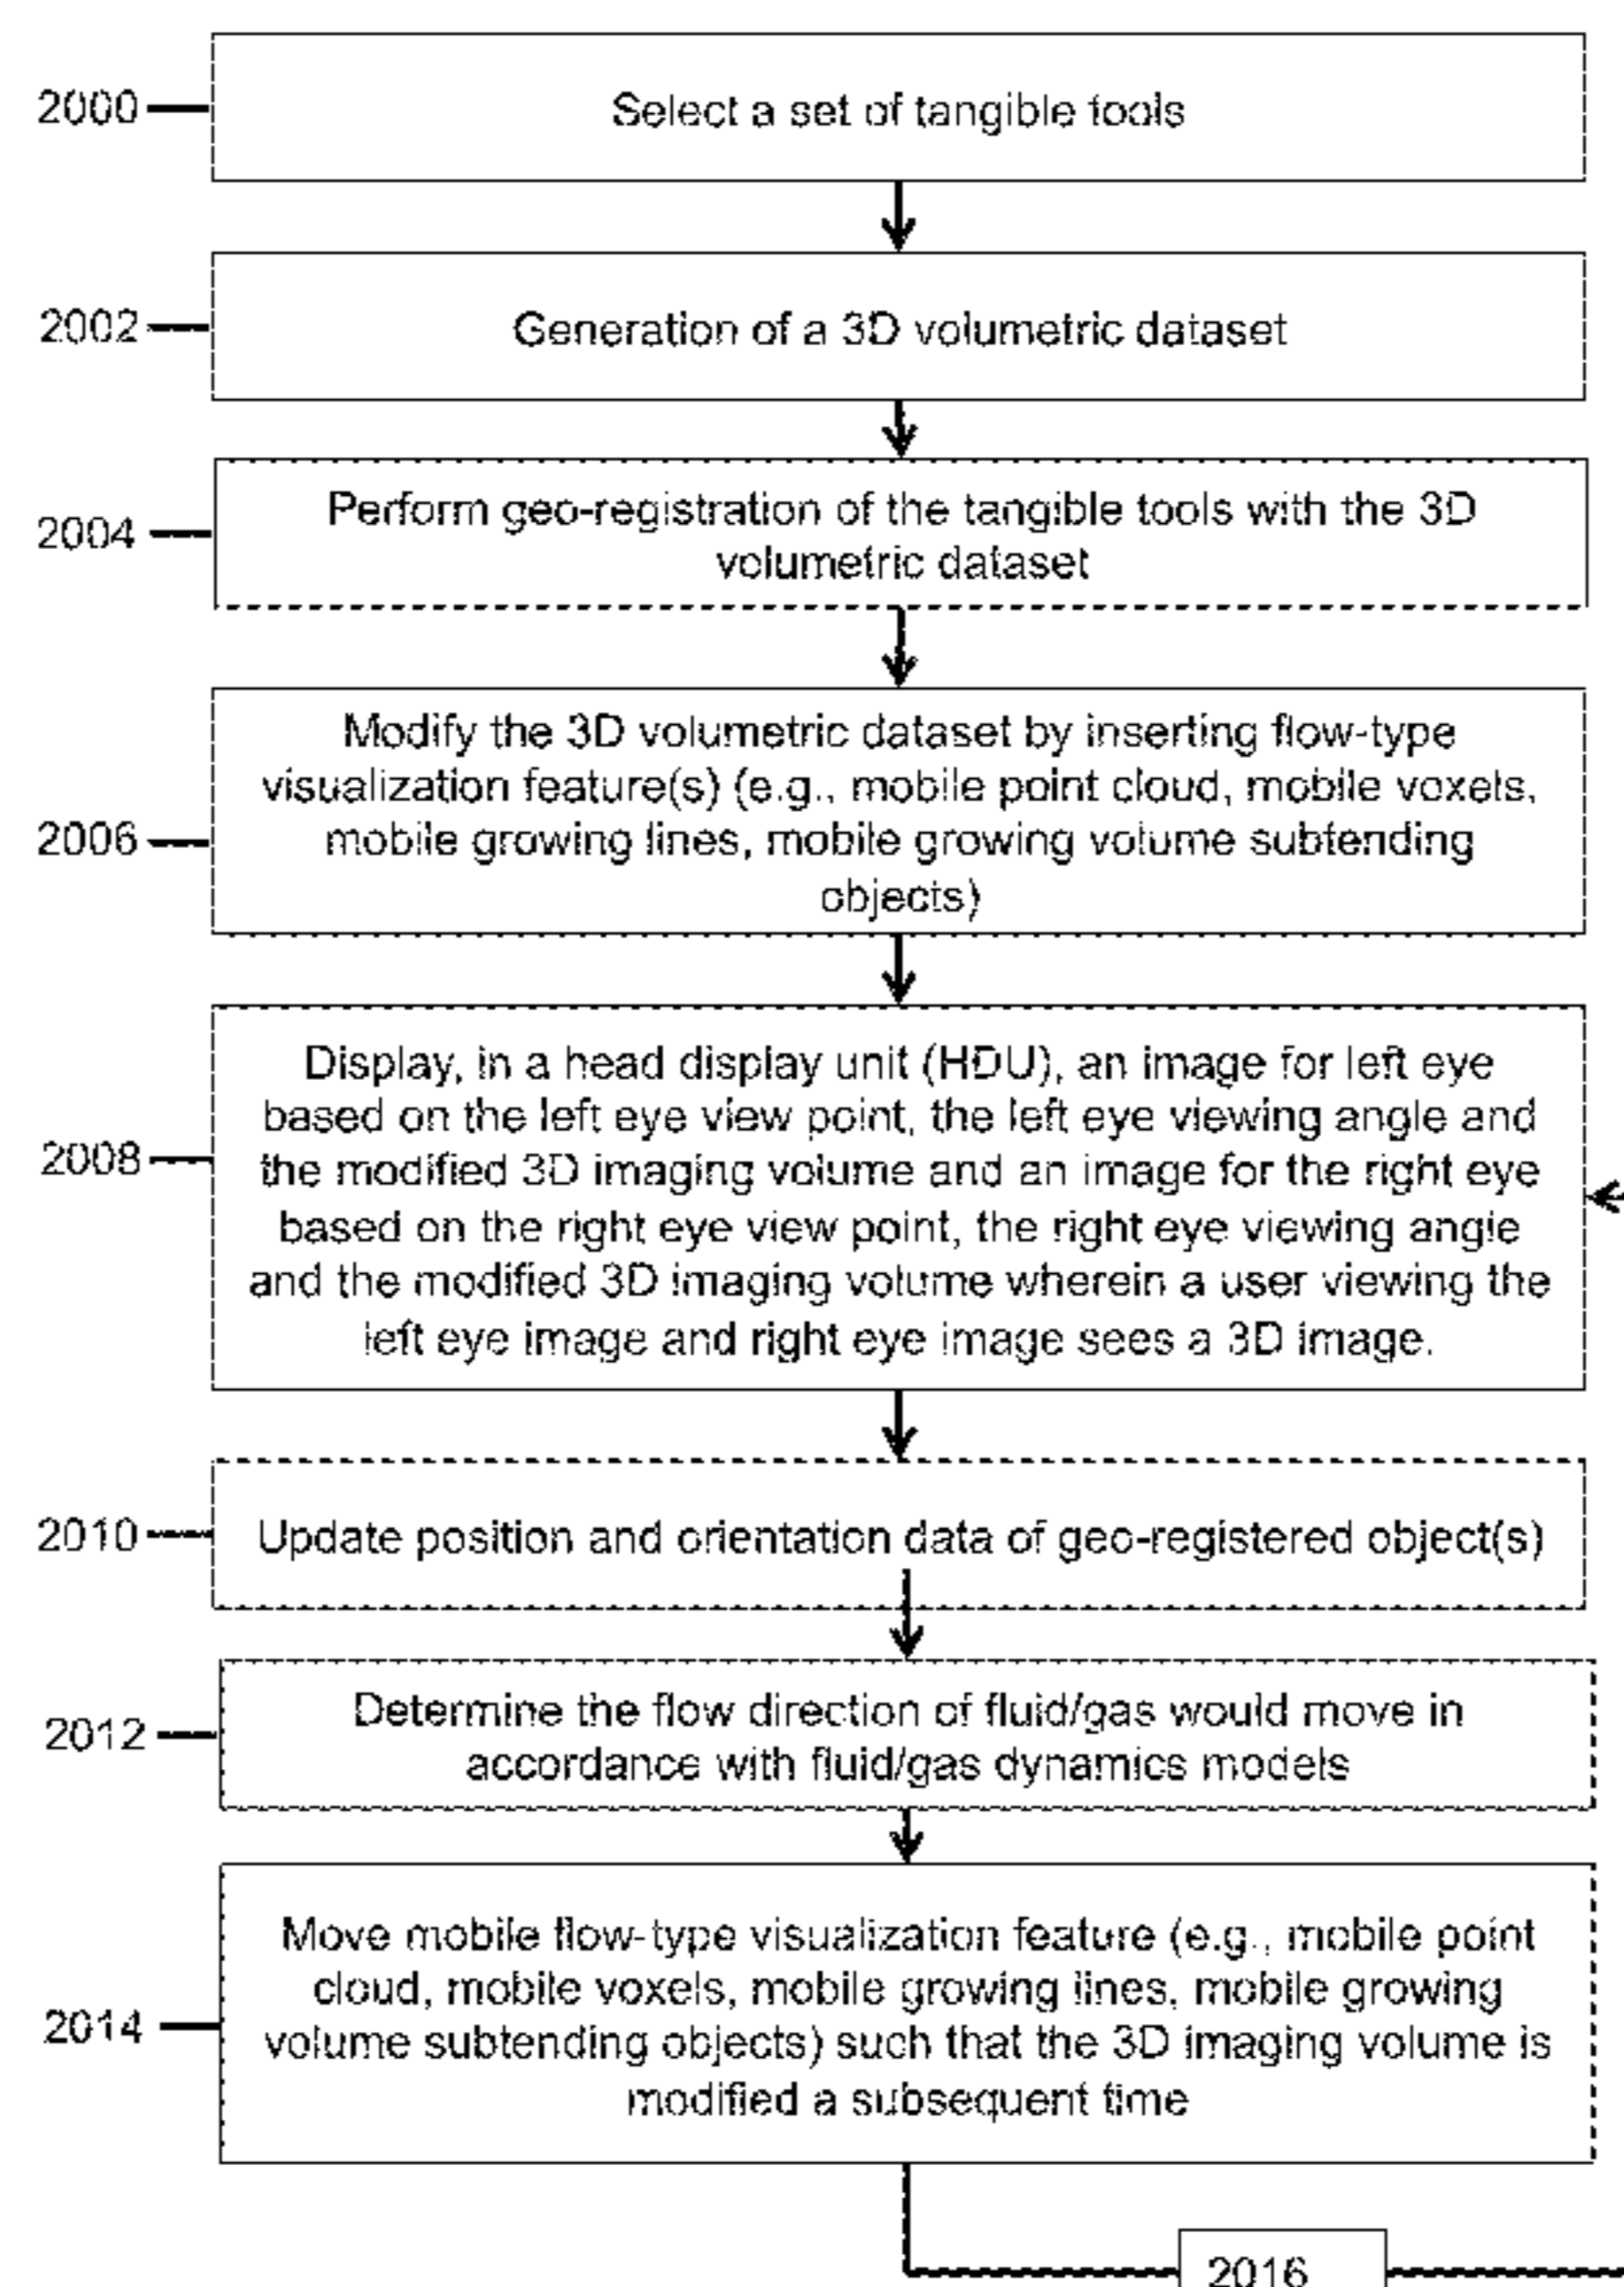 2000
Select a set of tangible tools
2002
Generation of a 3D volumetric dataset
2004
Perform geo-registration of the tangible tools with the 3D
volumetric dataset
2006
Modify the 3D volumetric dataset by inserting flow-type
visualization feature(s) (e.g., mobile point cloud, mobile voxels,
mobile growing lines, mobile growing volume subtending
objects)
2008
Display, in a head display unit (HDU), an image for left eye
based on the left eye view point, the left eye viewing angle and
the modified 3D imaging volume and an image for the right eye
based on the right eye view point, the right eye viewing angle
and the modified 3D imaging volume wherein a user viewing the
left eye image and right eye image sees a 3D image.
2010
Update position and orientation data of geo-registered object(s)
2012
Determine the flow direction of fluid/gas would move in
accordance with fluid/gas dynamics models
2014
Move mobile flow-type visualization feature (e.g., mobile point
cloud, mobile voxels, mobile growing lines, mobile growing
volume subtending objects) such that the 3D imaging volume is
modified a subsequent time
2016